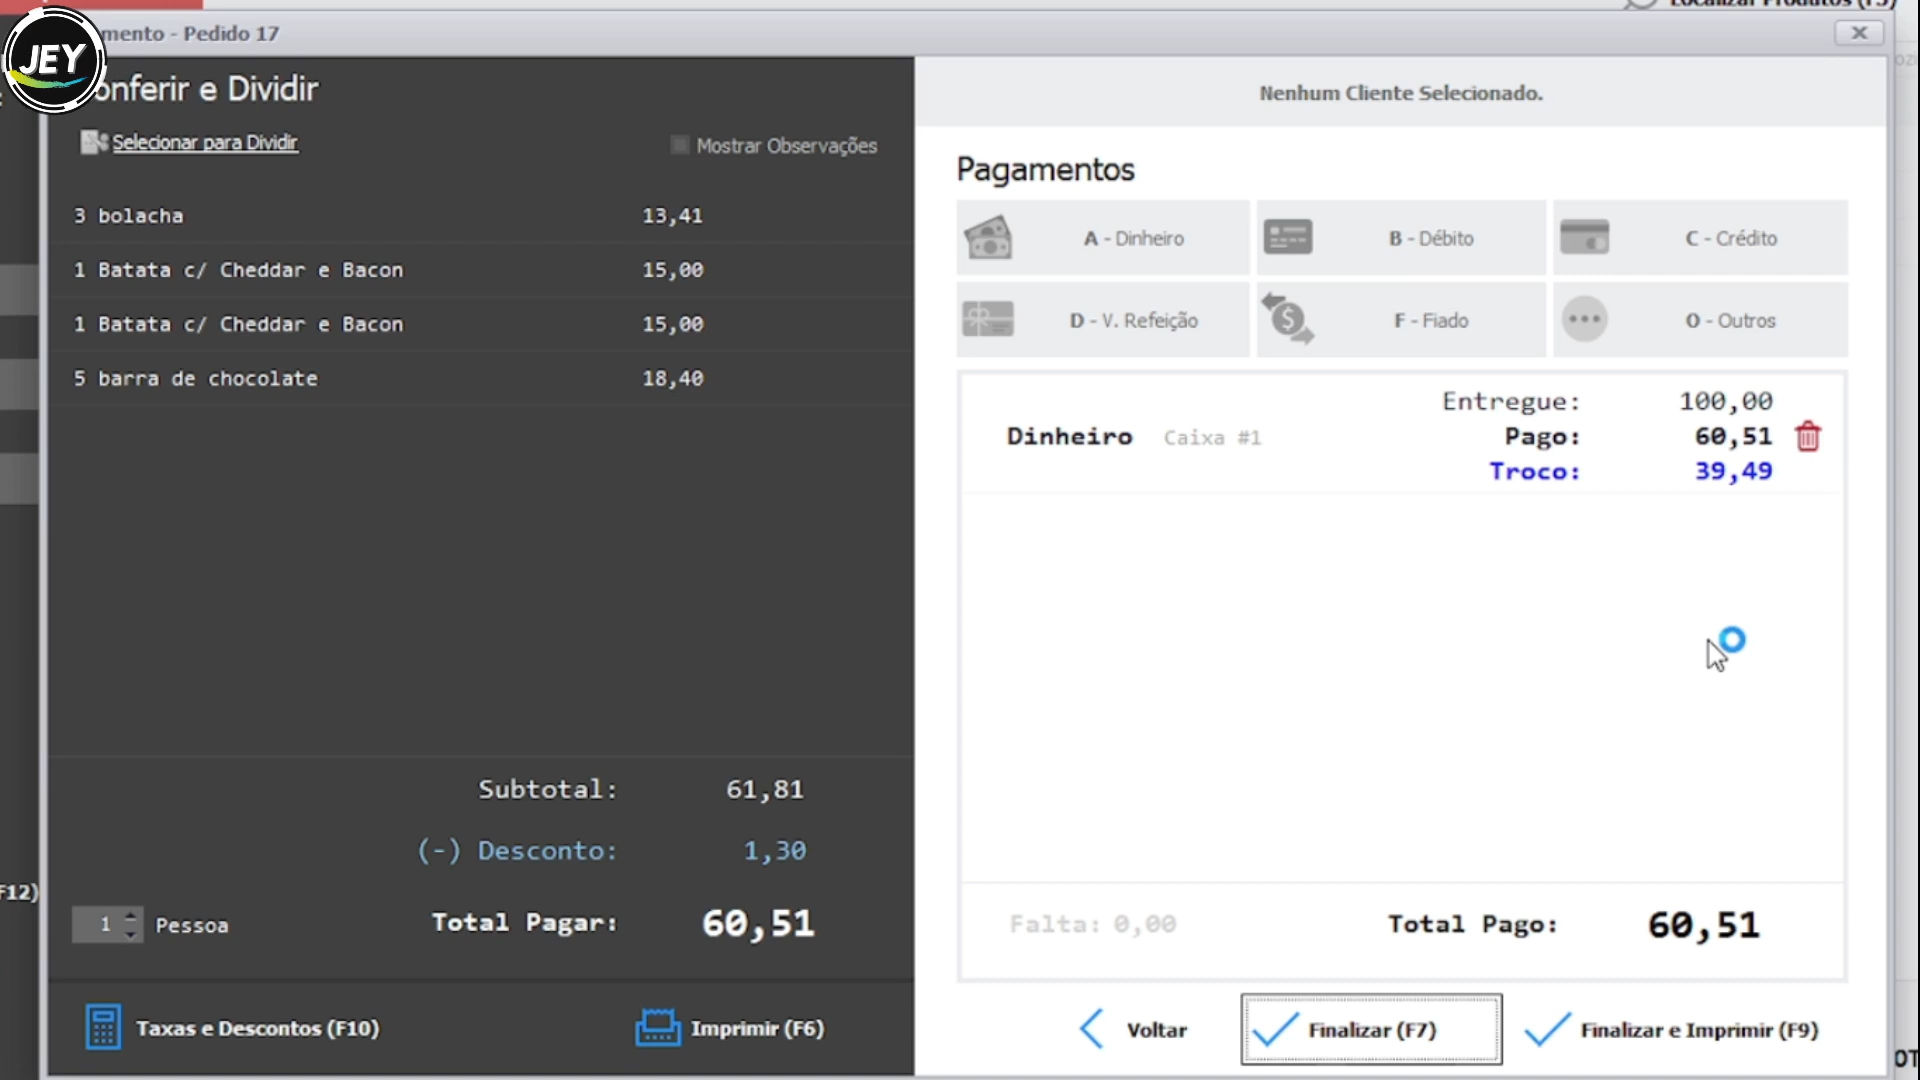 Localizar Produtos (F5)
mento - Pedido 17
JEY
onferir e Dividir
Selecionar para Dividir
Mostrar Observações
3 bolacha 13,41
1 Batata c/ Cheddar e Bacon 15,00
1 Batata c/ Cheddar e Bacon 15,00
5 barra de chocolate 18,40
Subtotal: 61,81
(-) Desconto: 1,30
1 Pessoa
Total Pagar: 60,51
Taxas e Descontos (F10)
Imprimir (F6)
F12)
Nenhum Cliente Selecionado.
Pagamentos
A - Dinheiro
B - Débito
C - Crédito
D - V. Refeição
F - Fiado
O - Outros
Dinheiro Caixa #1
Entregue: 100,00
Pago: 60,51
Troco: 39,49
Falta: 0,00
Total Pago: 60,51
Voltar
Finalizar (F7)
Finalizar e Imprimir (F9)